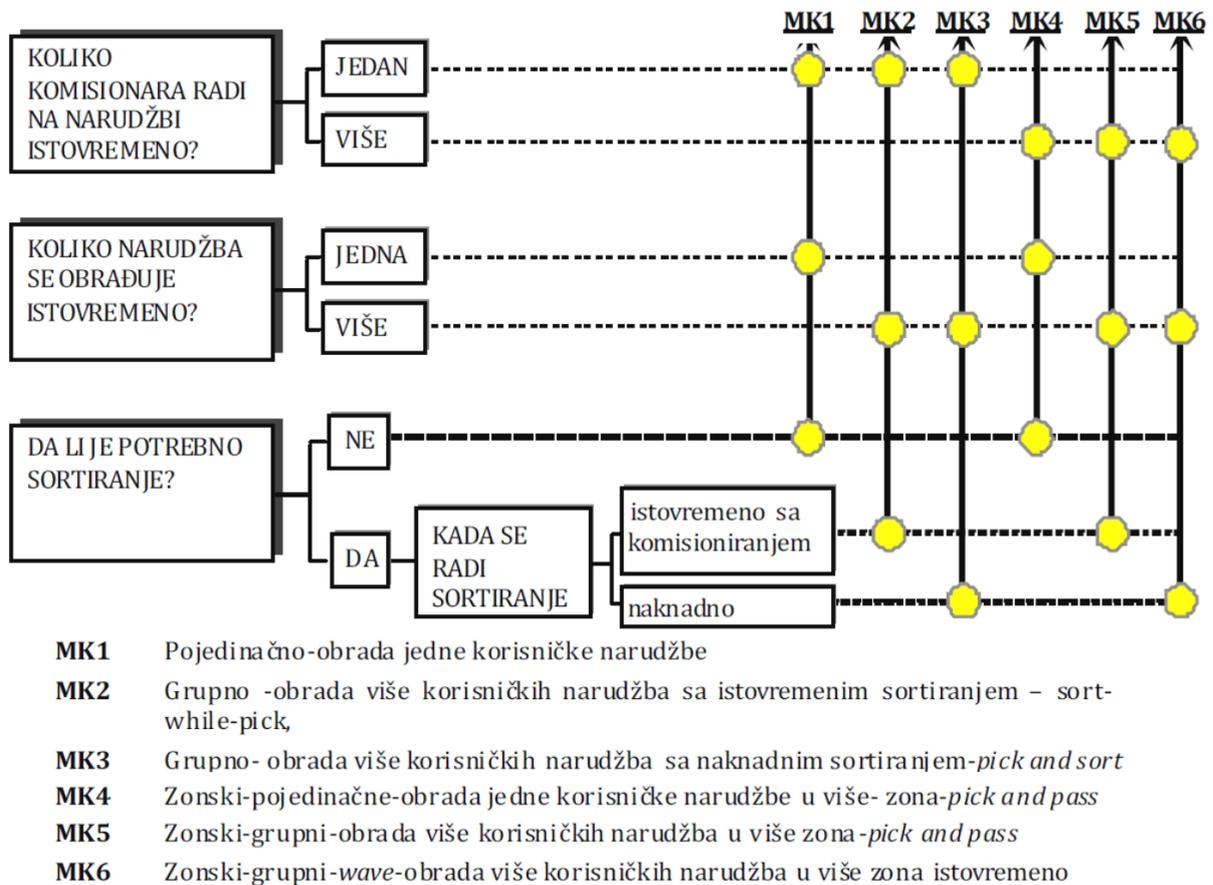 MK1 MK2 MK3 MK4 MK5 MK6
KOLIKO
KOMISIONARA RADI
NA NARUDŽBI
ISTOVREMENO?
JEDAN
VIŠE
KOLIKO NARUDŽBA
SE OBRAĐUJE
ISTOVREMENO?
JEDNA
VIŠE
DA LI JE POTREBNO
SORTIRANJE?
NE
DA
KADA SE
RADI
SORTIRANJE
istovremeno sa
komisioniranjem
naknadno
MK1 Pojedinačno-obrada jedne korisničke narudžbe
MK2 Grupno -obrada više korisničkih narudžba sa istovremenim sortiranjem – sort-
while-pick,
MK3 Grupno- obrada više korisničkih narudžba sa naknadnim sortiranjem-pick and sort
MK4 Zonski-pojedinačne-obrada jedne korisničke narudžbe u više- zona-pick and pass
MK5 Zonski-grupni-obrada više korisničkih narudžba u više zona-pick and pass
MK6 Zonski-grupni-wave-obrada više korisničkih narudžba u više zona istovremeno